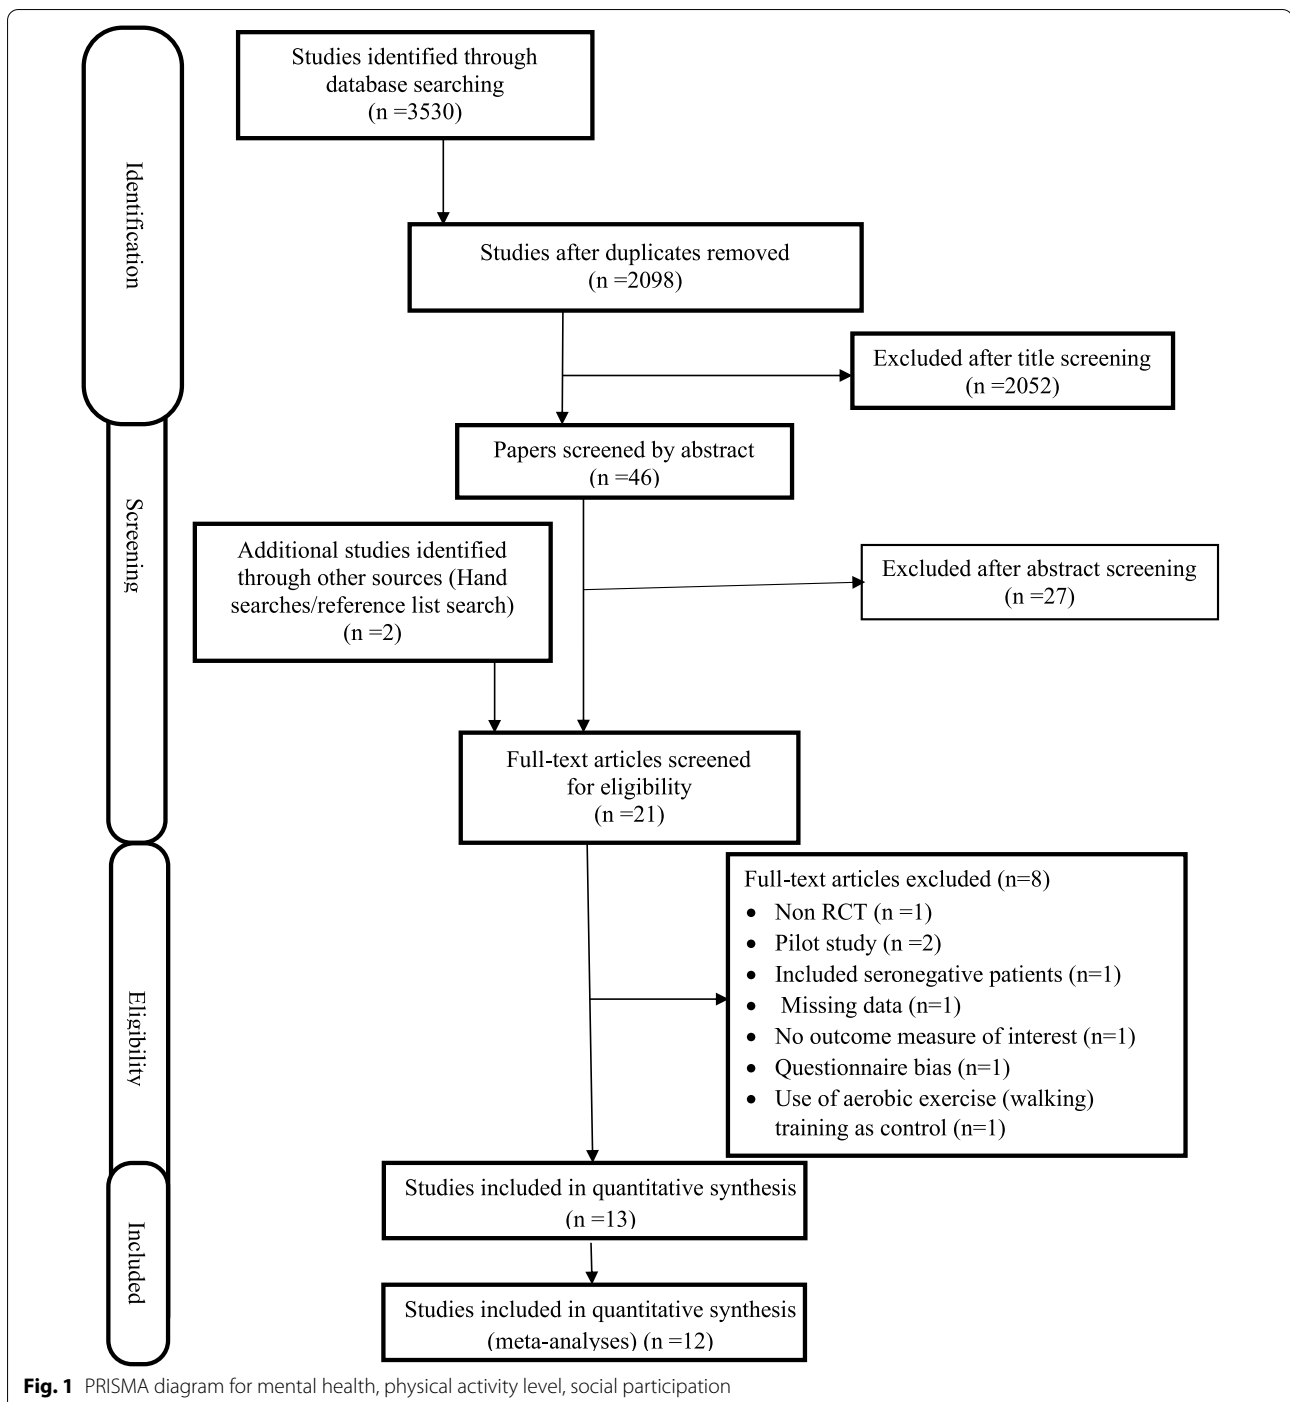 Identification
Studies identified through
database searching
(n =3530)
Studies after duplicates removed
(n =2098)
Excluded after title screening
(n =2052)
Screening
Papers screened by abstract
(n =46)
Additional studies identified
through other sources (Hand
searches/reference list search)
(n =2)
Excluded after abstract screening
(n =27)
Full-text articles screened
for eligibility
(n =21)
Eligibility
Full-text articles excluded (n=8)
• Non RCT (n =1)
• Pilot study (n =2)
• Included seronegative patients (n=1)
• Missing data (n=1)
• No outcome measure of interest (n=1)
• Questionnaire bias (n=1)
• Use of aerobic exercise (walking)
training as control (n=1)
Included
Studies included in quantitative synthesis
(n =13)
Studies included in quantitative synthesis
(meta-analyses) (n =12)
Fig. 1 PRISMA diagram for mental health, physical activity level, social participation